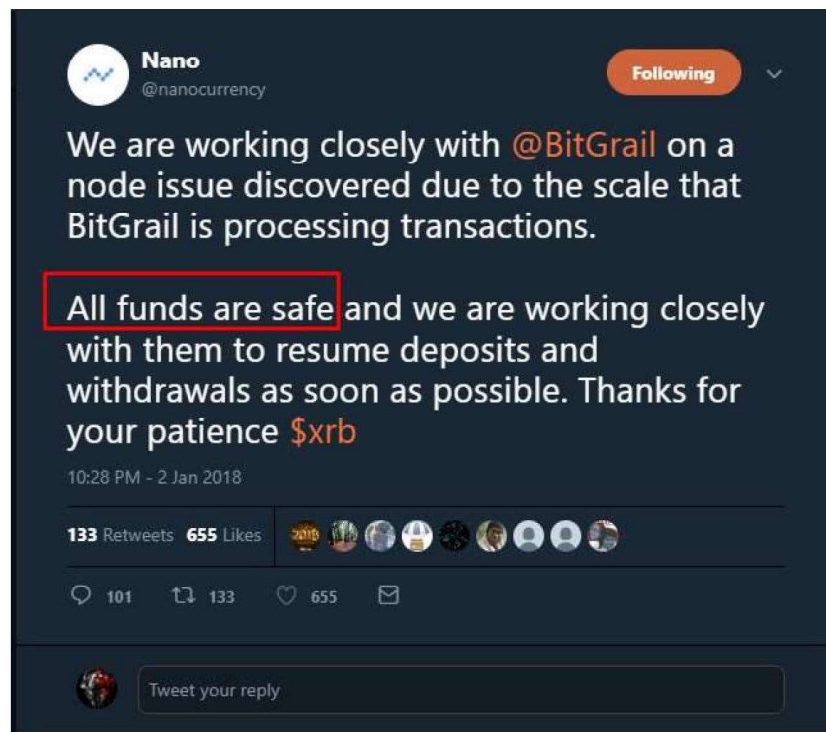 Nano
@nanocurrency
Following
We are working closely with @BitGrail on a
node issue discovered due to the scale that
BitGrail is processing transactions.
All funds are safe and we are working closely
with them to resume deposits and
withdrawals as soon as possible. Thanks for
your patience $xrb
10:28 PM - 2 Jan 2018
133 Retweets 655 Likes
101 133 655
Tweet your reply